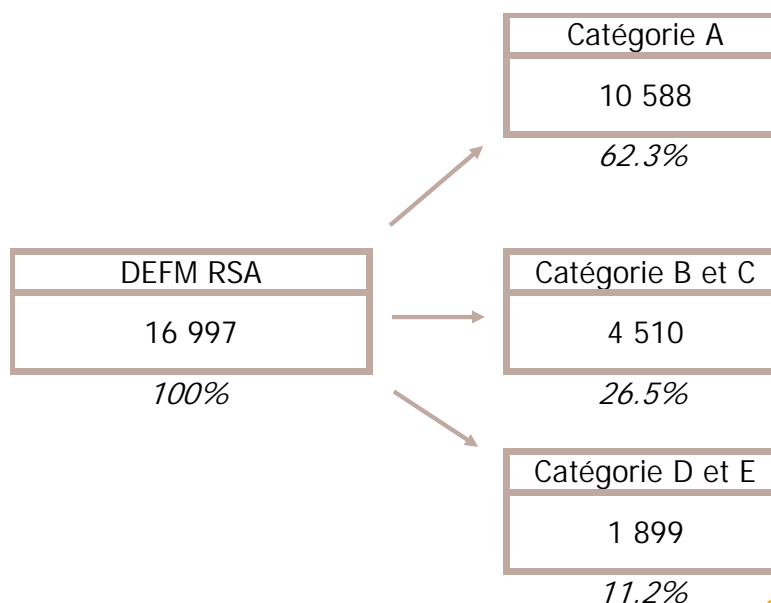 Catégorie A
10 588
62.3%
DEFM RSA
16 997
100%
Catégorie B et C
4 510
26.5%
Catégorie D et E
1 899
11.2%